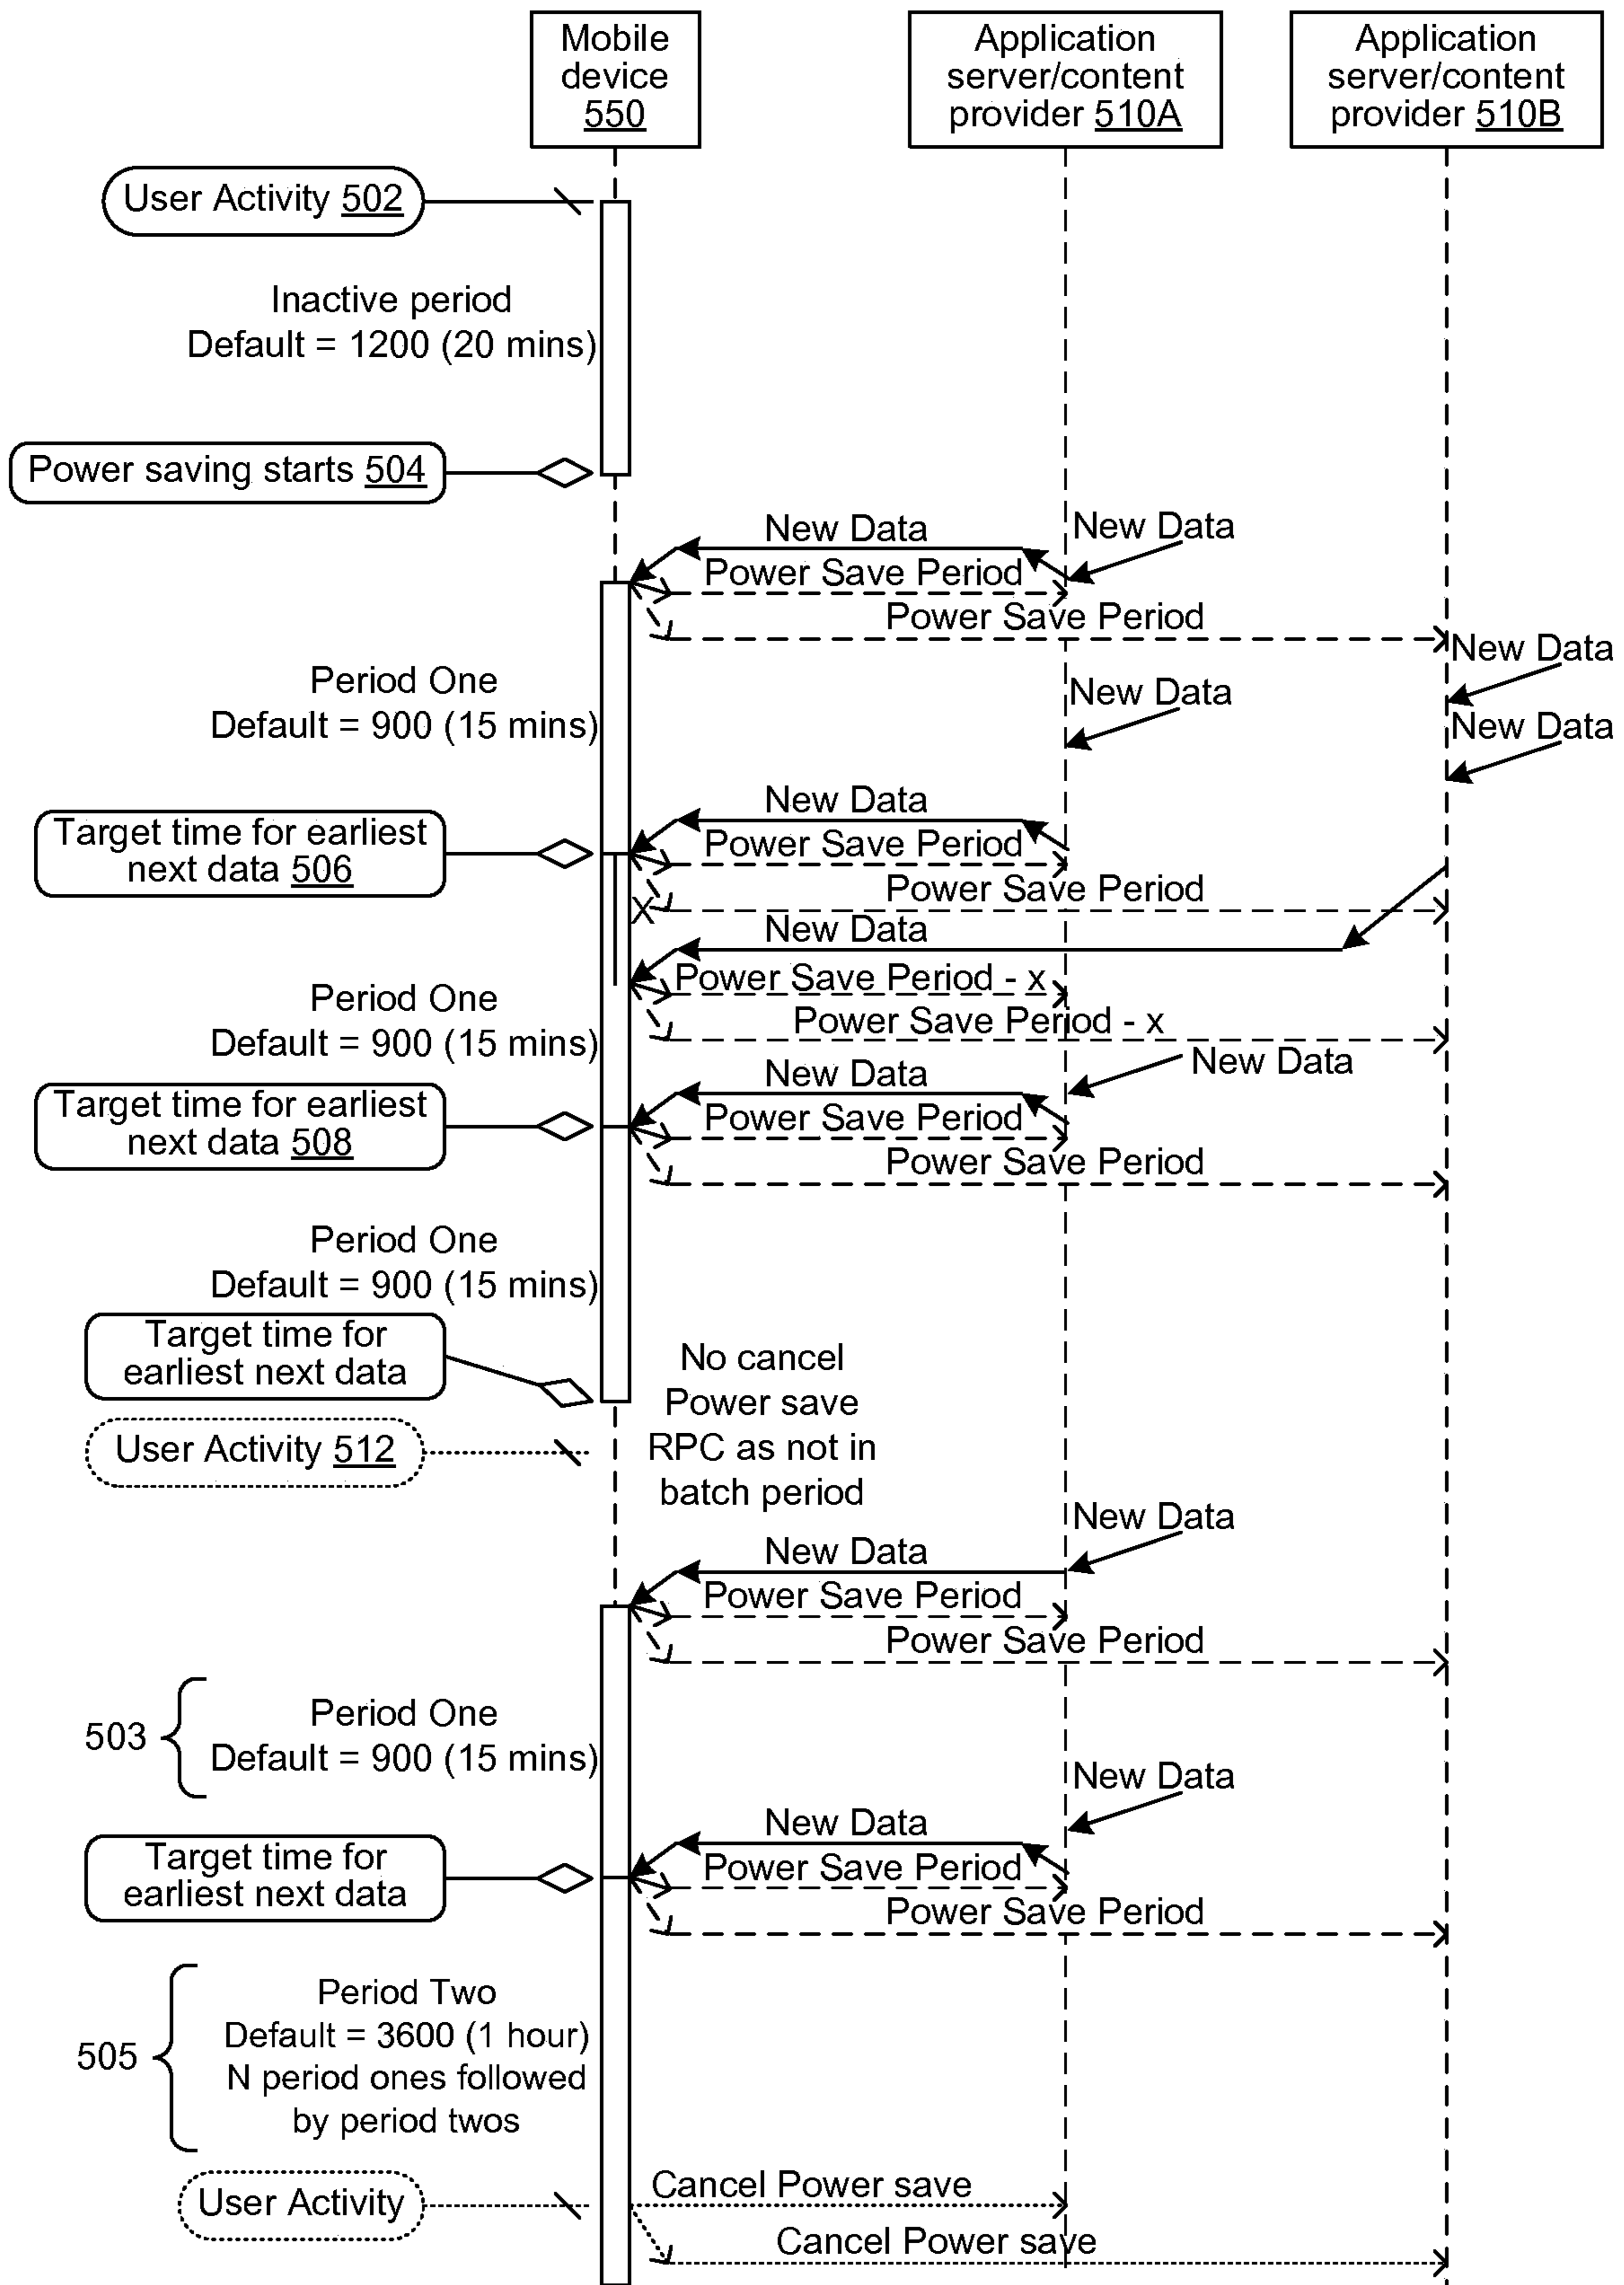 Mobile
device
550
Application
server/content
provider 510A
Application
server/content
provider 510B
User Activity 502
Inactive period
Default = 1200 (20 mins)
Power saving starts 504
New Data
New Data
Power Save Period
Power Save Period
New Data
Period One
New Data
Default = 900 (15 mins)
New Data
New Data
Target time for earliest
next data 506
Power Save Period
Power Save Period
X
New Data
Power Save Period - x
Period One
Default = 900 (15 mins)
Power Save Period - x
New Data
New Data
Target time for earliest
next data 508
Power Save Period
Power Save Period
Period One
Default = 900 (15 mins)
Target time for
earliest next data
No cancel
Power save
RPC as not in
batch period
User Activity 512
New Data
New Data
Power Save Period
Power Save Period
503
Period One
Default = 900 (15 mins)
New Data
New Data
Target time for
earliest next data
Power Save Period
Power Save Period
505
Period Two
Default = 3600 (1 hour)
N period ones followed
by period twos
User Activity
Cancel Power save
Cancel Power save